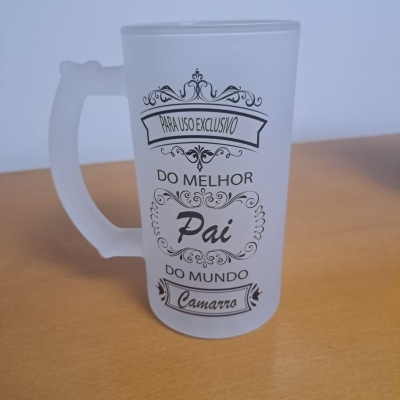 PARA USO EXCLUSIVO
DO MELHOR
Pai
DO MUNDO
Camarro